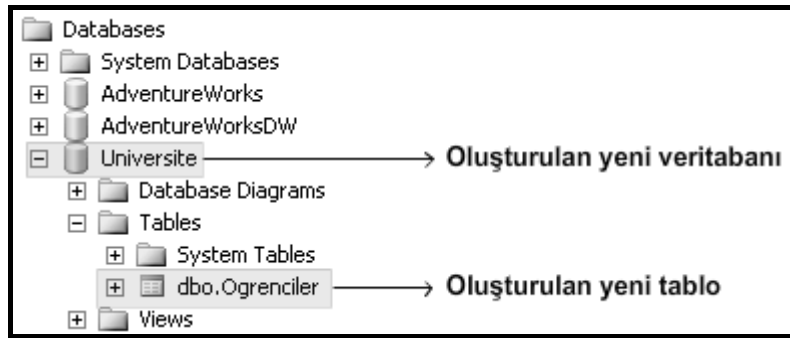 Databases
System Databases
AdventureWorks
AdventureWorksDW
Universite Oluşturulan yeni veritabanı
Database Diagrams
Tables
System Tables
dbo.Ogrenciler Oluşturulan yeni tablo
Views